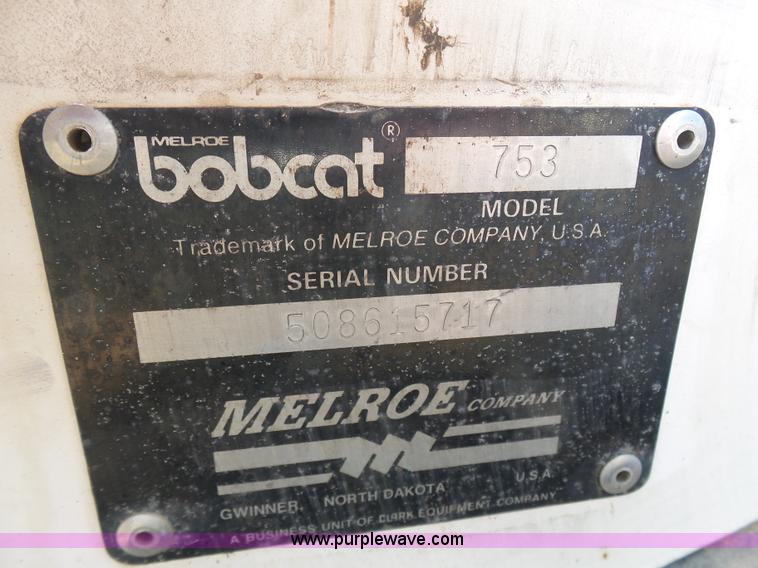 MELROE
bobcat ® 753
MODEL
Trademark of MELROE COMPANY, U.S.A.
SERIAL NUMBER
508615717
MELROE COMPANY
GWINNER, NORTH DAKOTA U.S.A.
A BUSINESS UNIT OF CLARK EQUIPMENT COMPANY
www.purplewave.com